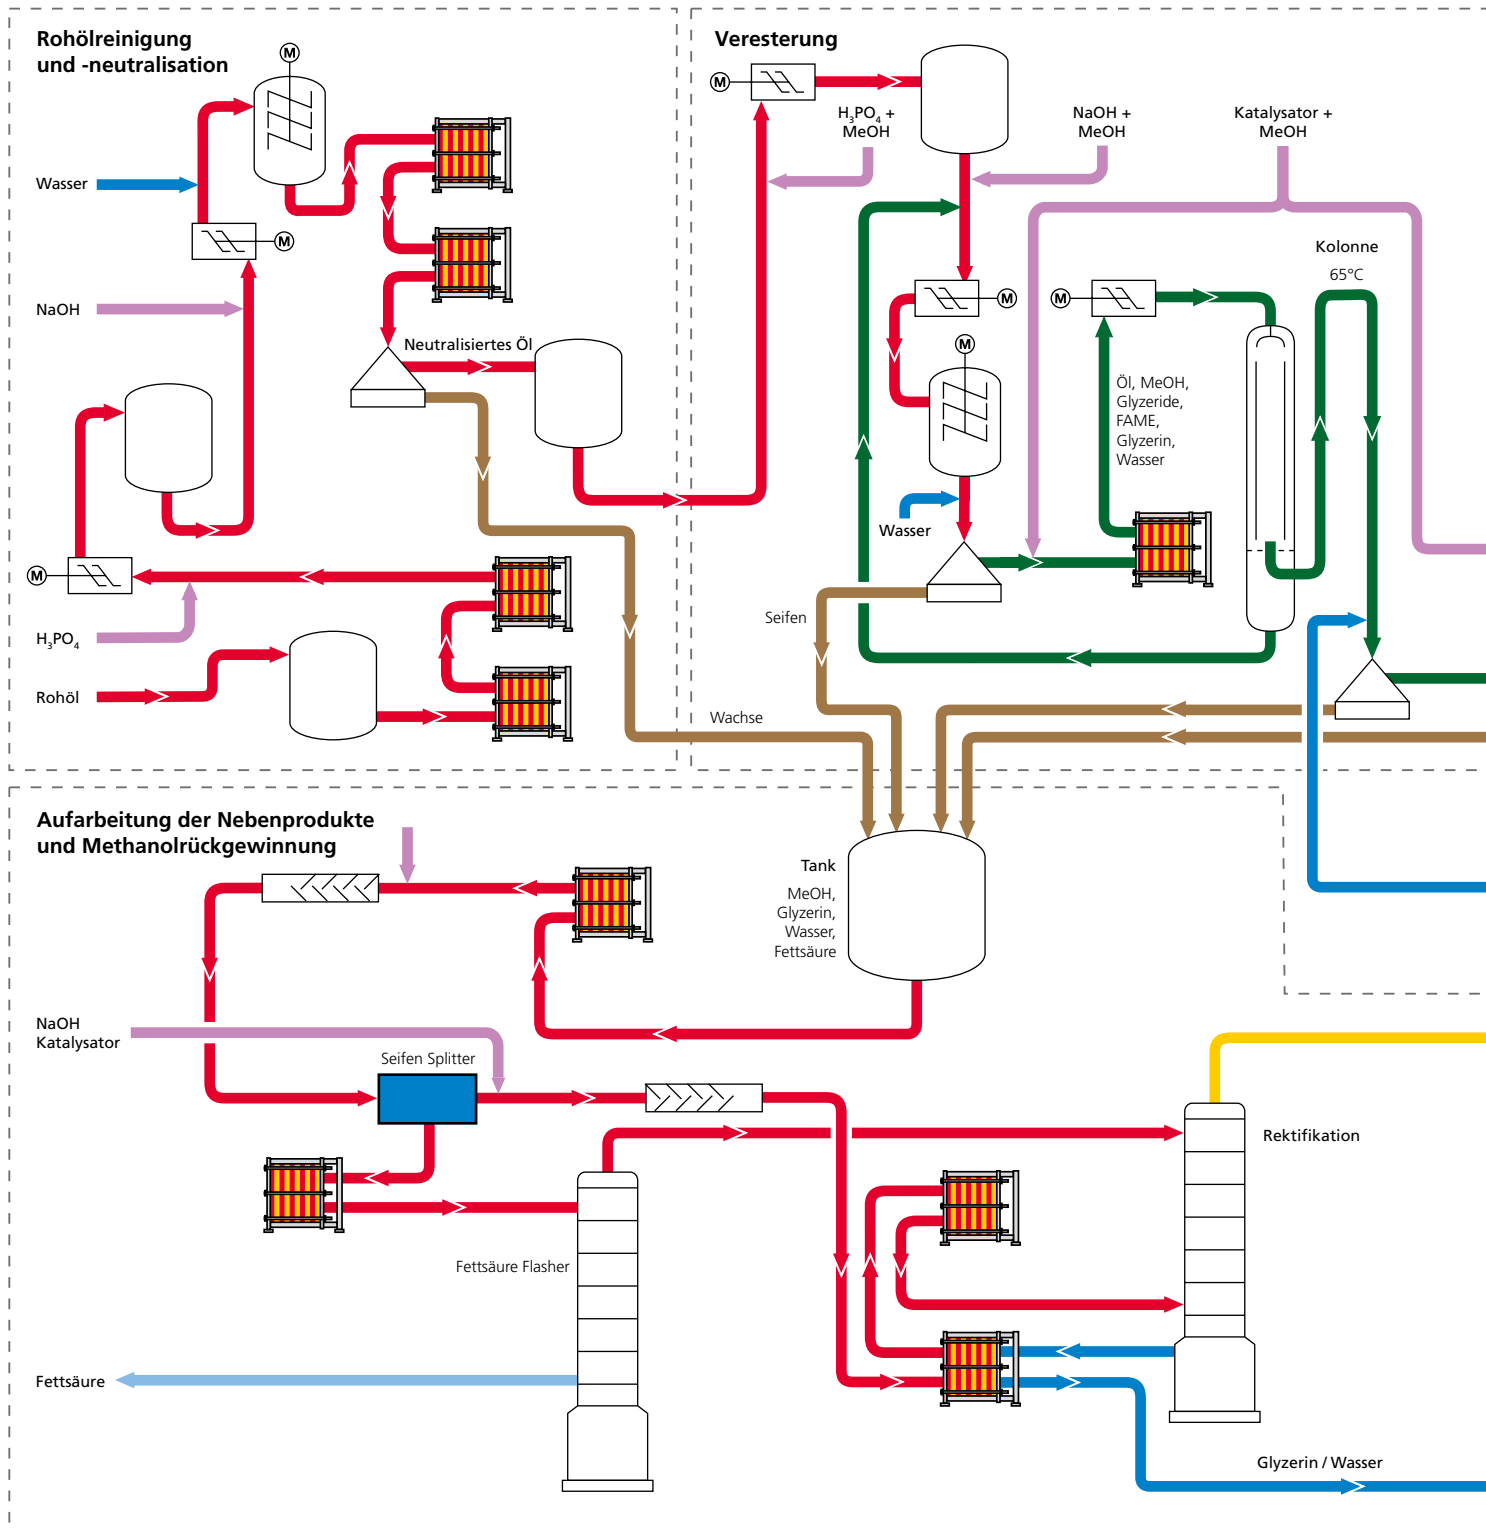 Rohölreinigung
und -neutralisation
M
Wasser
M
NaOH
Neutralisiertes Öl
M
H₃PO₄
Rohöl
Veresterung
M
H₃PO₄ +
MeOH
NaOH +
MeOH
Katalysator +
MeOH
Kolonne
65°C
M
M
M
Öl, MeOH,
Glyzeride,
FAME,
Glyzerin,
Wasser
Wasser
Seifen
Wachse
Aufarbeitung der Nebenprodukte
und Methanolrückgewinnung
Tank
MeOH,
Glyzerin,
Wasser,
Fettsäure
NaOH
Katalysator
Seifen Splitter
Rektifikation
Fettsäure Flasher
Fettsäure
Glyzerin / Wasser